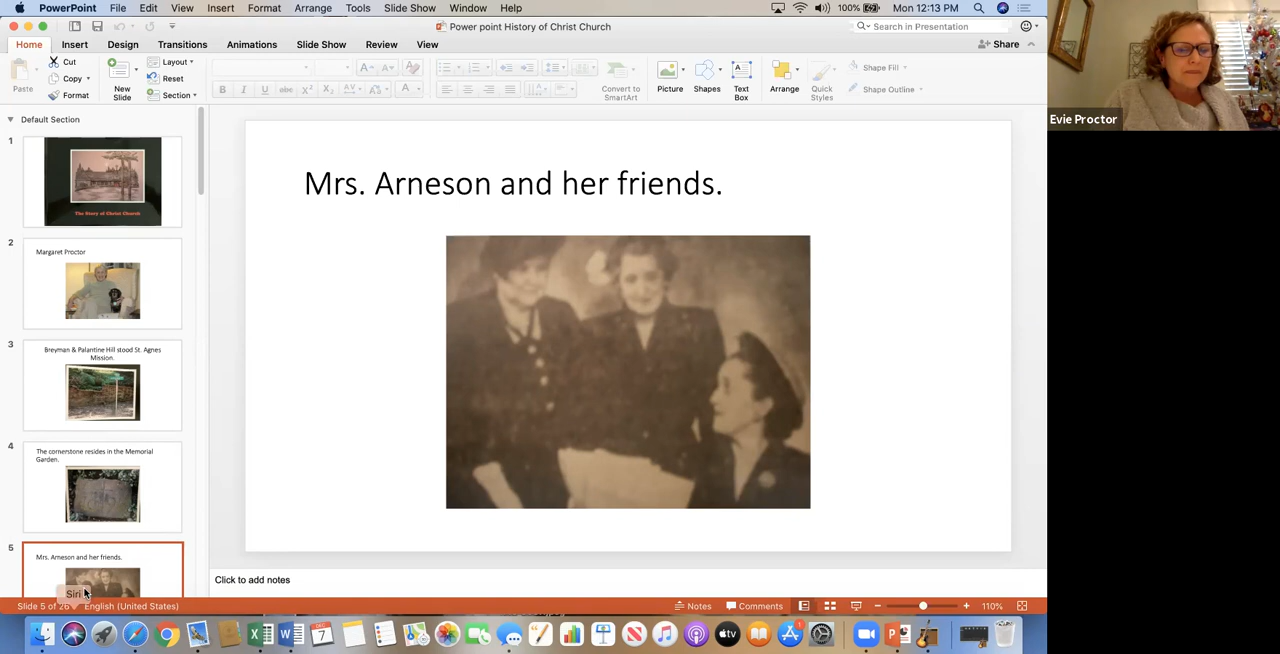 PowerPoint File Edit View Insert Format Arrange Tools Slide Show Window Help 100% Mon 12:13 PM
Power point History of Christ Church
Search in Presentation
Home Insert Design Transitions Animations Slide Show Review View
Share
Paste
Cut
Copy
Format
New Slide
Layout
Reset
Section
B I U abc X² X₂ AV
Convert to SmartArt
Picture
Shapes
Text Box
Arrange
Quick Styles
Shape Fill
Shape Outline
Default Section
1
The Story of Christ Church
2
Margaret Proctor
3
Breyman & Palantine Hill stood St. Agnes
Mission.
4
The cornerstone resides in the Memorial
Garden.
5
Mrs. Arneson and her friends.
Siri
Mrs. Arneson and her friends.
Click to add notes
Slide 5 of 26 English (United States)
Notes
Comments
110%
Evie Proctor